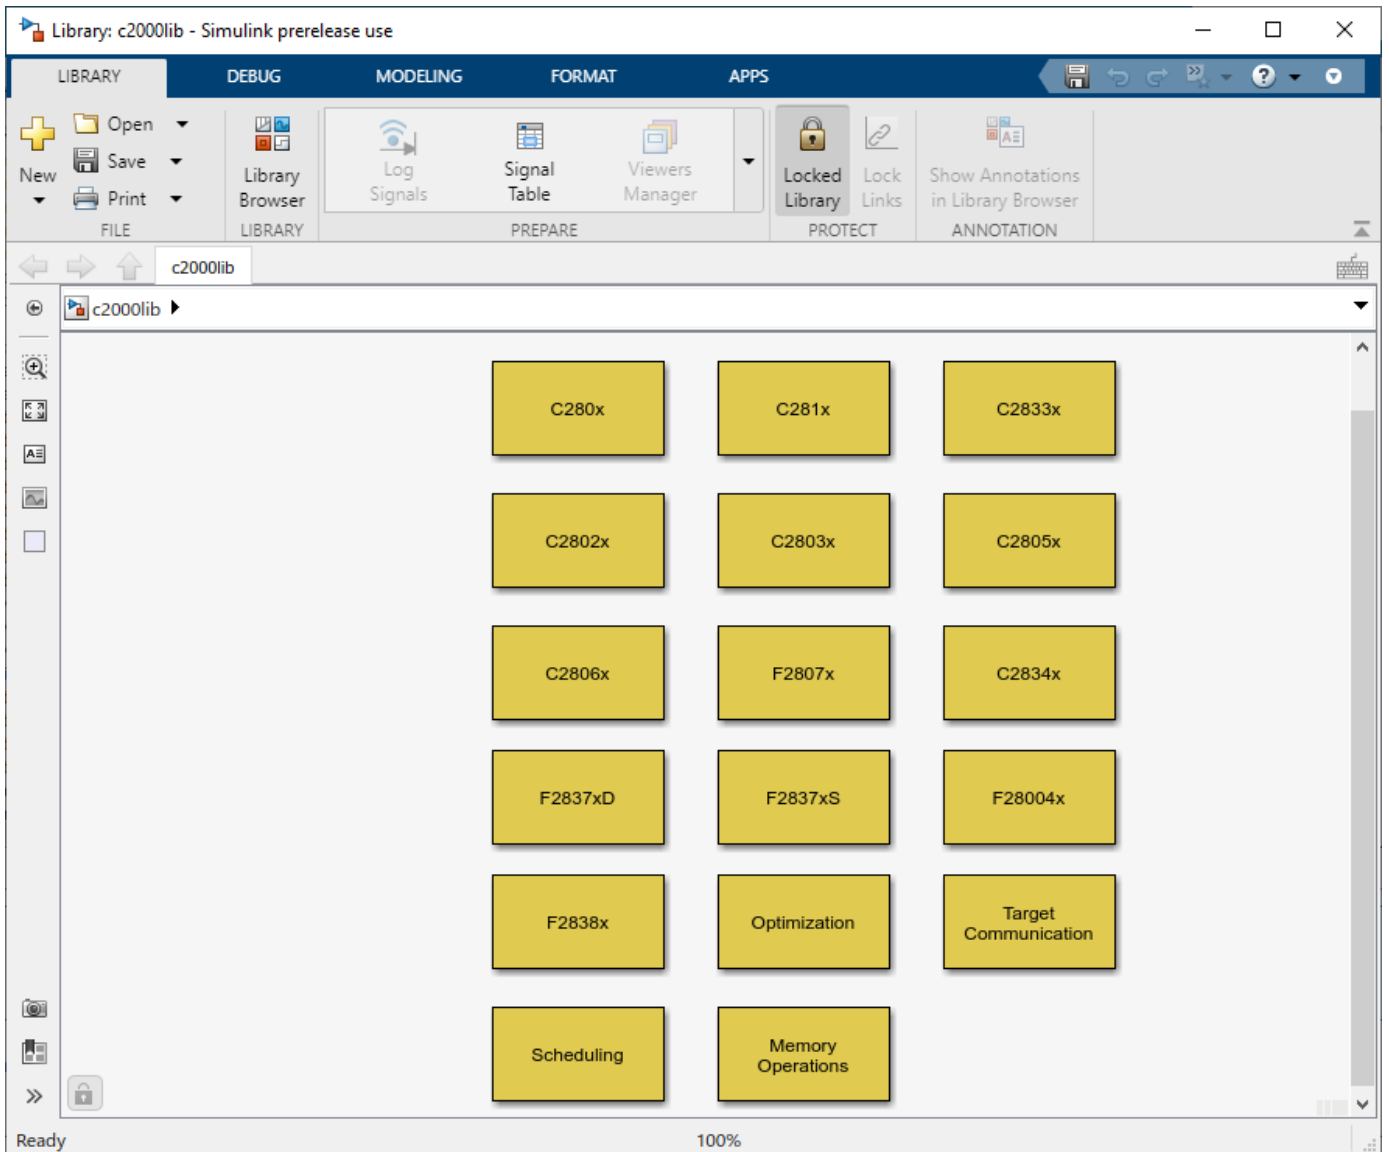 Library: c2000lib - Simulink prerelease use
LIBRARY DEBUG MODELING FORMAT APPS
New
Open
Save
Print
FILE
Library
Browser
LIBRARY
Log
Signals
Signal
Table
Viewers
Manager
PREPARE
Locked
Library
Lock
Links
PROTECT
Show Annotations
in Library Browser
ANNOTATION
c2000lib
c2000lib
C280x C281x C2833x
C2802x C2803x C2805x
C2806x F2807x C2834x
F2837xD F2837xS F28004x
F2838x Optimization Target
Communication
Scheduling Memory
Operations
Ready 100%